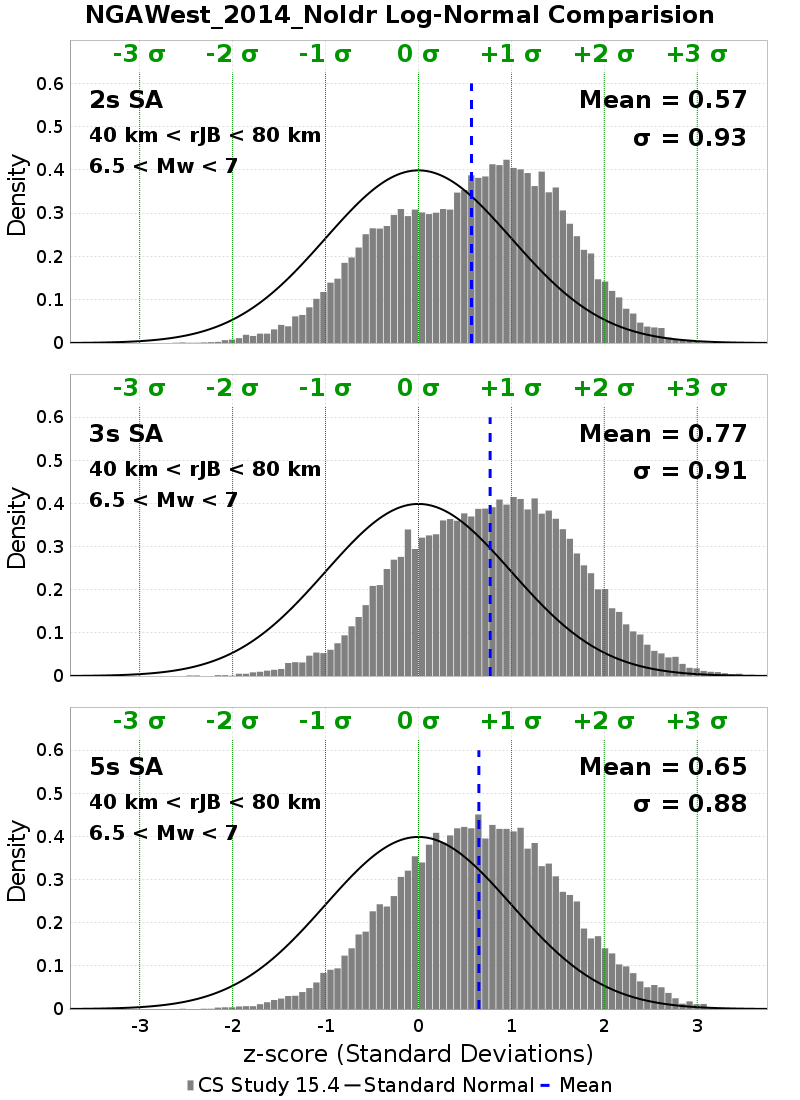 NGAWest_2014_NoIdr Log-Normal Comparision
-3 σ -2 σ -1 σ 0 σ +1 σ +2 σ +3 σ
2s SA
Mean = 0.57
40 km < rJB < 80 km
σ = 0.93
6.5 < Mw < 7
0.6
0.5
0.4
0.3
0.2
0.1
0
Density
-3 σ -2 σ -1 σ 0 σ +1 σ +2 σ +3 σ
3s SA
Mean = 0.77
40 km < rJB < 80 km
σ = 0.91
6.5 < Mw < 7
0.6
0.5
0.4
0.3
0.2
0.1
0
Density
-3 σ -2 σ -1 σ 0 σ +1 σ +2 σ +3 σ
5s SA
Mean = 0.65
40 km < rJB < 80 km
σ = 0.88
6.5 < Mw < 7
0.6
0.5
0.4
0.3
0.2
0.1
0
Density
-3 -2 -1 0 1 2 3
z-score (Standard Deviations)
CS Study 15.4 Standard Normal Mean